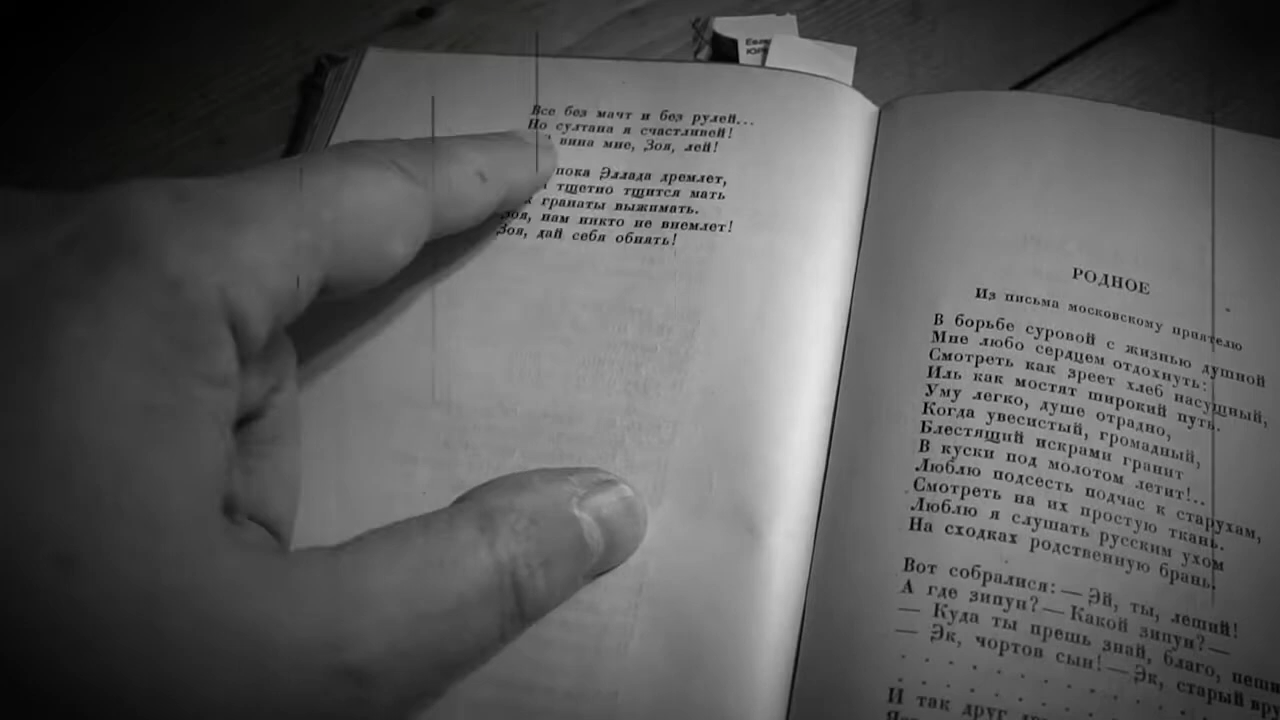 Все без мачт и без рулей...
Но султана я счастливей!
вина мне, Зоя, лей!
пока Эллада дремлет,
тщетно тщится мать
гранаты выжимать.
Зоя, нам никто не внемлет!
Зоя, дай себя обнять!
РОДНОЕ
Из письма московскому приятелю
В борьбе суровой с жизнью душной
Мне любо сердцем отдохнуть:
Смотреть как зреет хлеб насущный,
Иль как мостят широкий путь.
Уму легко, душе отрадно,
Когда увесистый, громадный,
Блестящий искрами гранит
В куски под молотом летит!..
Люблю подсесть подчас к старухам,
Смотреть на их простую ткань.
Люблю я слушать русским ухом
На сходках родственную брань.
Вот собралися: — Эй, ты, леший!
А где зипун? — Какой зипун? —
— Куда ты прешь знай, благо, пеши
— Эк, чортов сын! — Эк, старый вру
И так друг